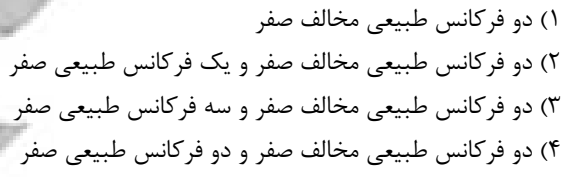 ۱) دو فرکانس طبیعی مخالف صفر
۲) دو فرکانس طبیعی مخالف صفر و یک فرکانس طبیعی صفر
۳) دو فرکانس طبیعی مخالف صفر و سه فرکانس طبیعی صفر
۴) دو فرکانس طبیعی مخالف صفر و دو فرکانس طبیعی صفر